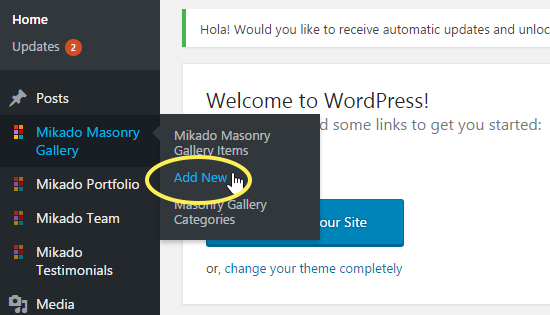 Home
Updates 2
Posts
Mikado Masonry
Gallery
Mikado Portfolio
Mikado Team
Mikado
Testimonials
Media
Mikado Masonry
Gallery Items
Add New
Masonry Gallery
Categories
Hola! Would you like to receive automatic updates and unloc
Welcome to WordPress!
d some links to get you started:
our Site
or, change your theme completely